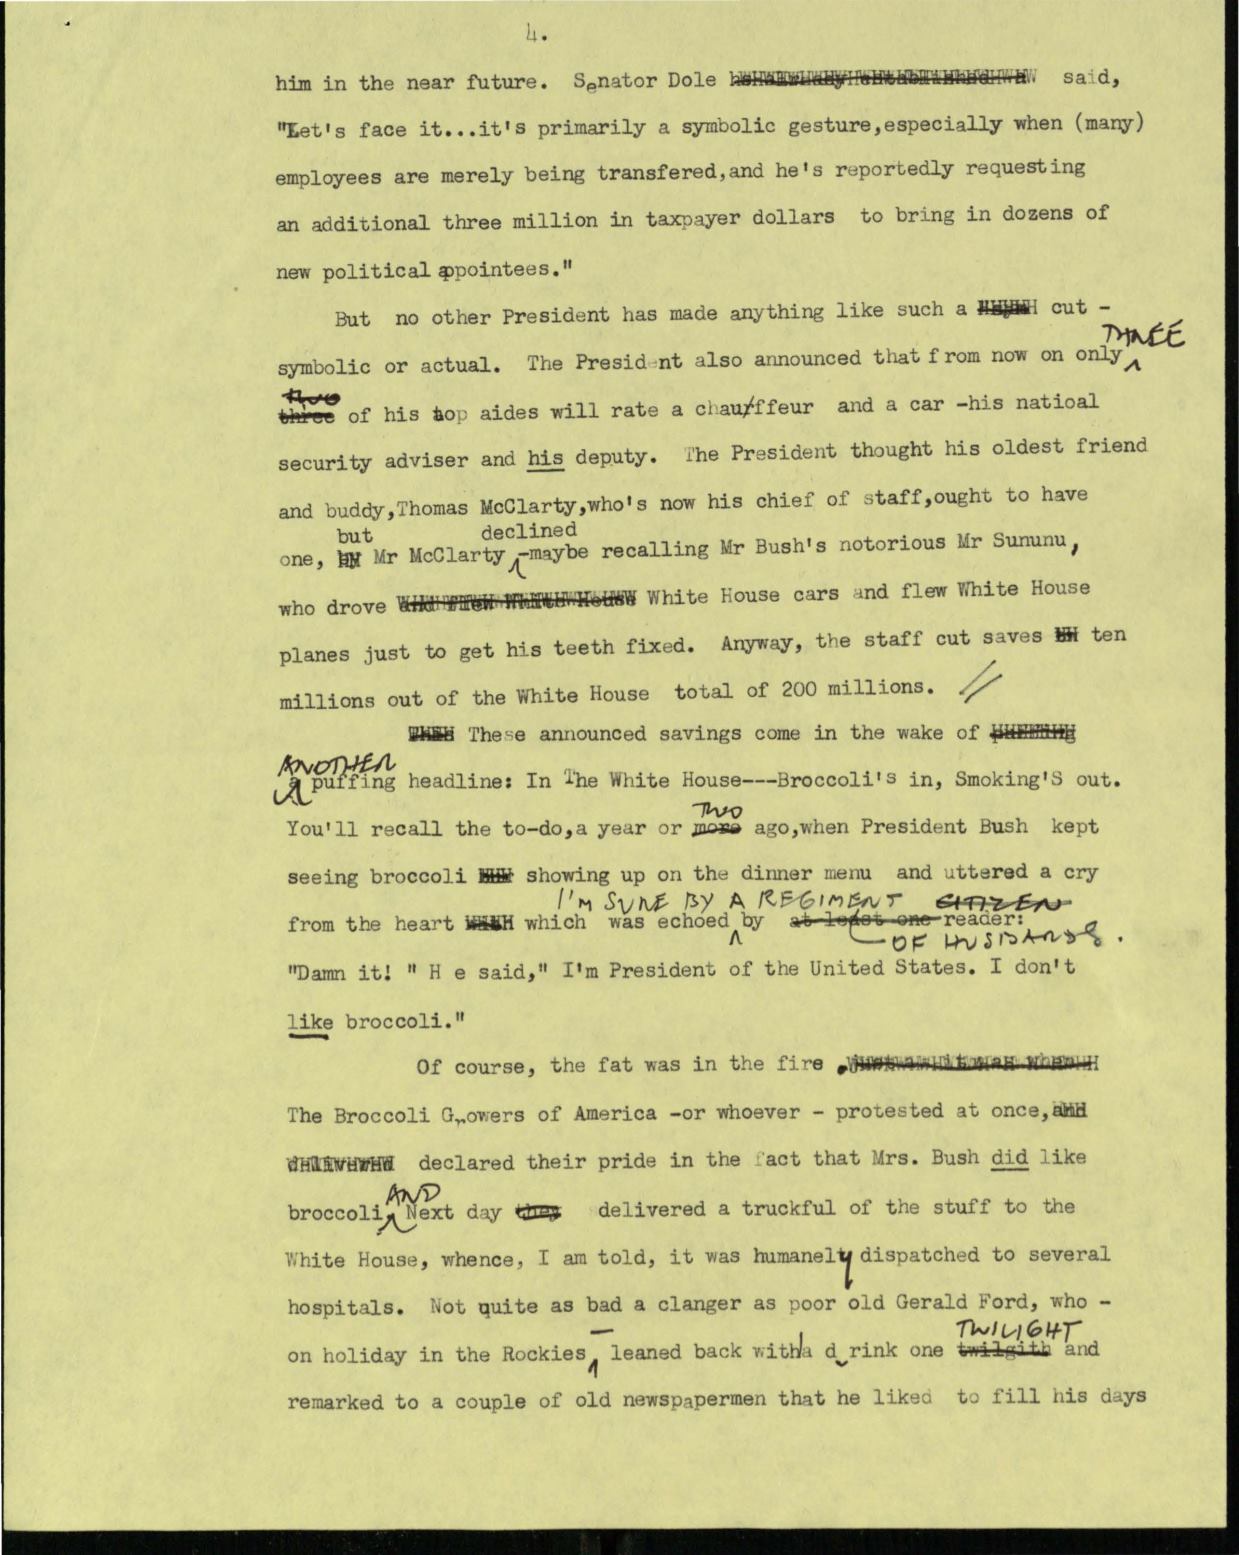 4.
him in the near future. Senator Dole said,
"Let's face it...it's primarily a symbolic gesture,especially when (many)
employees are merely being transfered,and he's reportedly requesting
an additional three million in taxpayer dollars to bring in dozens of
new political appointees."
But no other President has made anything like such a cut -
THREE
symbolic or actual. The President also announced that from now on only
two
three of his top aides will rate a chauffeur and a car -his natioal
security adviser and his deputy. The President thought his oldest friend
and buddy,Thomas McClarty,who's now his chief of staff,ought to have
but declined
one, Mr McClarty -maybe recalling Mr Bush's notorious Mr Sununu,
who drove and flew White House White House cars and flew White House
planes just to get his teeth fixed. Anyway, the staff cut saves ten
millions out of the White House total of 200 millions. //
These announced savings come in the wake of
ANOTHER
a puffing headline: In The White House---Broccoli's in, Smoking'S out.
TWO
You'll recall the to-do,a year or more ago,when President Bush kept
seeing broccoli showing up on the dinner menu and uttered a cry
I'M SURE BY A REGIMENT CITIZEN
from the heart which was echoed by at least one reader:
OF HUSBANDS.
"Damn it! " H e said," I'm President of the United States. I don't
like broccoli."
Of course, the fat was in the fire .
The Broccoli Growers of America -or whoever - protested at once,and
declared their pride in the fact that Mrs. Bush did like
AND
broccoli, Next day they delivered a truckful of the stuff to the
White House, whence, I am told, it was humanely dispatched to several
hospitals. Not quite as bad a clanger as poor old Gerald Ford, who -
TWILIGHT
on holiday in the Rockies - leaned back with a drink one twilgith and
remarked to a couple of old newspapermen that he liked to fill his days